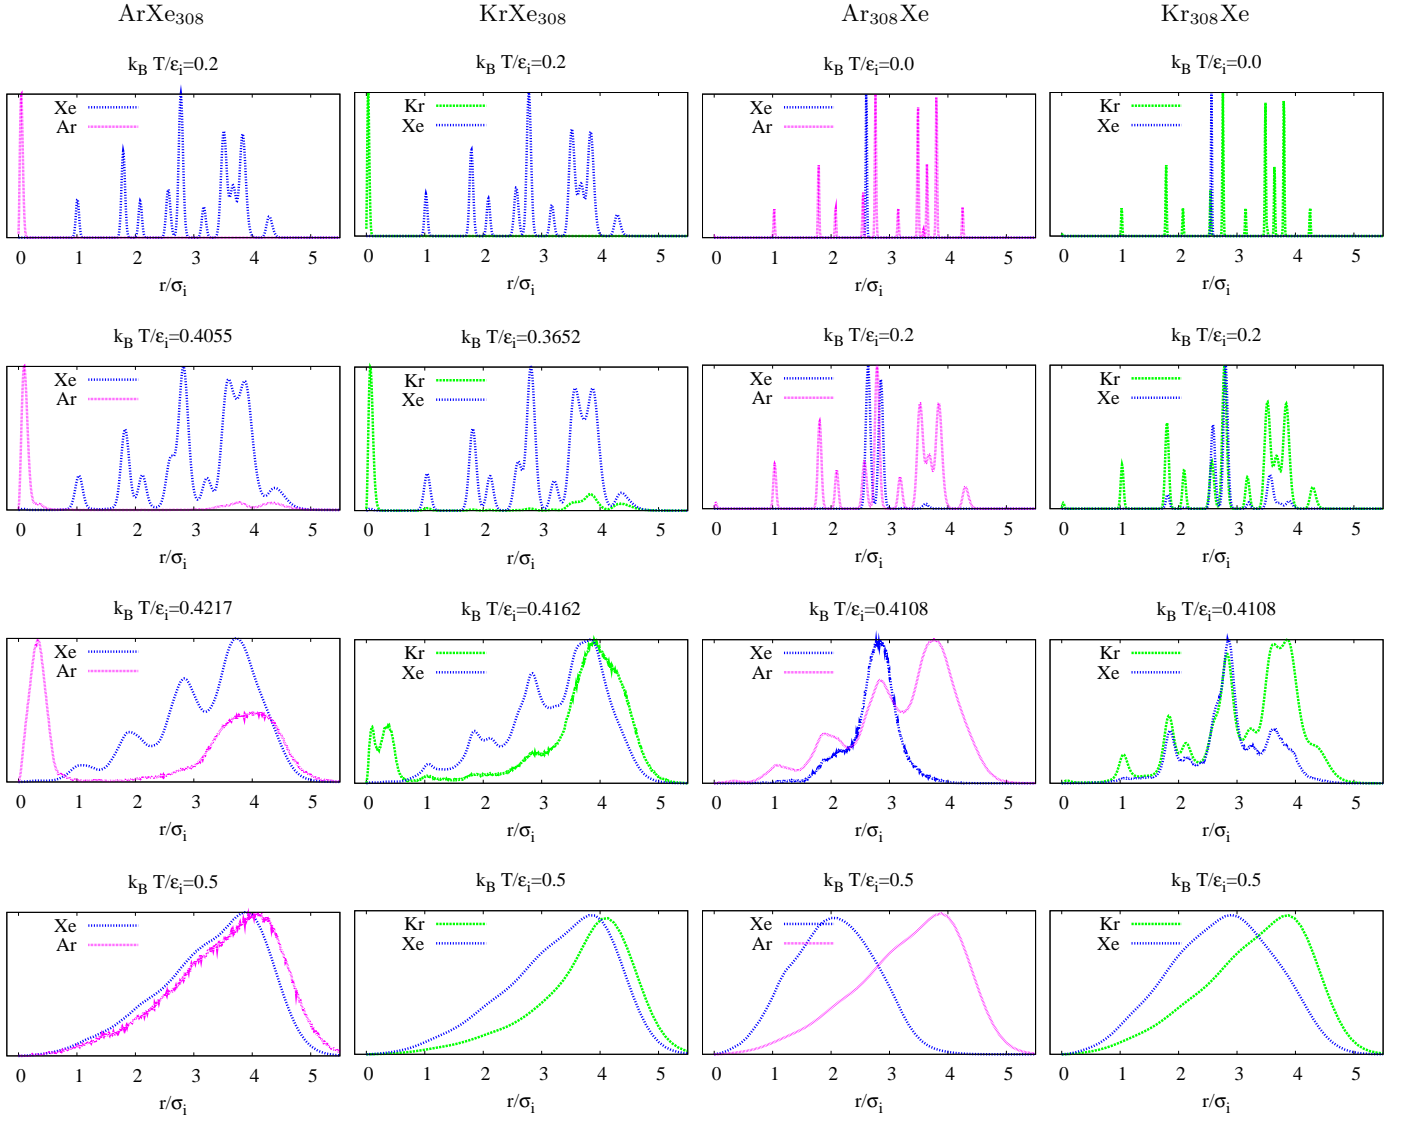 ArXe308 KrXe308 Ar308Xe Kr308Xe
kB T/εi=0.2 kB T/εi=0.2 kB T/εi=0.0 kB T/εi=0.0
Xe Kr Xe Kr
Ar Xe Ar Xe
0 1 2 3 4 5 0 1 2 3 4 5 0 1 2 3 4 5 0 1 2 3 4 5
r/σi r/σi r/σi r/σi
kB T/εi=0.4055 kB T/εi=0.3652 kB T/εi=0.2 kB T/εi=0.2
Xe Kr Xe Kr
Ar Xe Ar Xe
0 1 2 3 4 5 0 1 2 3 4 5 0 1 2 3 4 5 0 1 2 3 4 5
r/σi r/σi r/σi r/σi
kB T/εi=0.4217 kB T/εi=0.4162 kB T/εi=0.4108 kB T/εi=0.4108
Xe Kr Xe Kr
Ar Xe Ar Xe
0 1 2 3 4 5 0 1 2 3 4 5 0 1 2 3 4 5 0 1 2 3 4 5
r/σi r/σi r/σi r/σi
kB T/εi=0.5 kB T/εi=0.5 kB T/εi=0.5 kB T/εi=0.5
Xe Kr Xe Kr
Ar Xe Ar Xe
0 1 2 3 4 5 0 1 2 3 4 5 0 1 2 3 4 5 0 1 2 3 4 5
r/σi r/σi r/σi r/σi